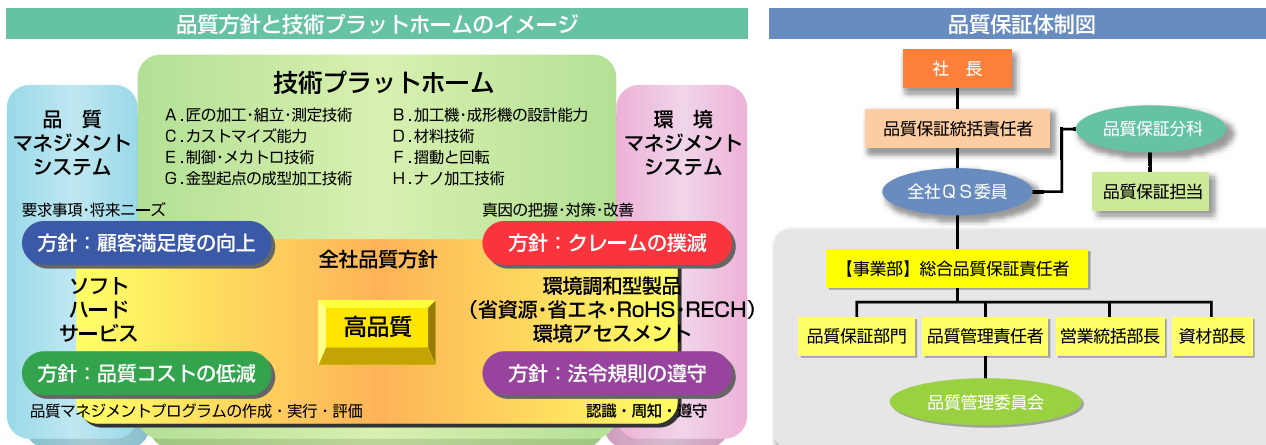 品質方針と技術プラットホームのイメージ
技術プラットホーム
A.匠の加工・組立・測定技術
B.加工機・成形機の設計能力
C.カストマイズ能力
D.材料技術
E.制御・メカトロ技術
F.摺動と回転
G.金型起点の成型加工技術
H.ナノ加工技術
品 質
マネジメント
システム
環 境
マネジメント
システム
要求事項・将来ニーズ
真因の把握・対策・改善
方針：顧客満足度の向上
方針：クレームの撲滅
全社品質方針
ソフト
ハード
サービス
高品質
環境調和型製品
（省資源・省エネ・RoHS・RECH）
環境アセスメント
方針：品質コストの低減
方針：法令規則の遵守
品質マネジメントプログラムの作成・実行・評価
認識・周知・遵守
品質保証体制図
社 長
品質保証統括責任者
品質保証分科
全社QS委員
品質保証担当
【事業部】総合品質保証責任者
品質保証部門
品質管理責任者
営業統括部長
資材部長
品質管理委員会